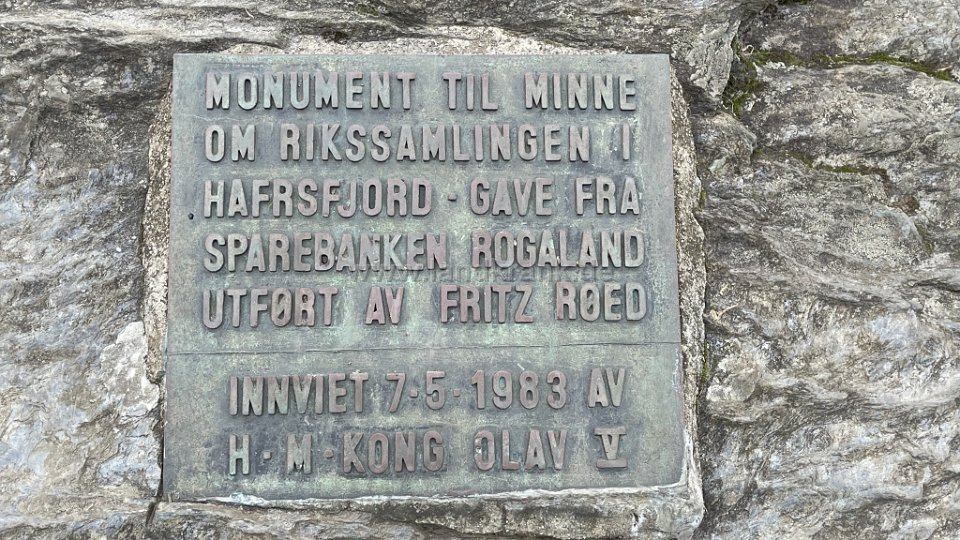 MONUMENT TIL MINNE
OM RIKSSAMLINGEN I
HAFRSFJORD · GAVE FRA
SPAREBANKEN ROGALAND
UTFØRT AV FRITZ RØED
INNVIET 7·5·1983 AV
H·M·KONG OLAV V